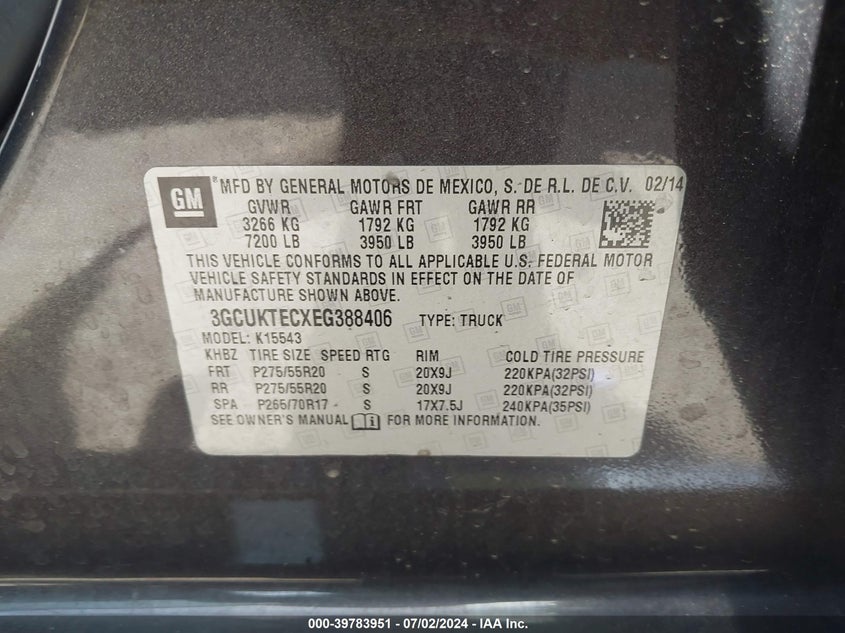 GM
® MFD BY GENERAL MOTORS DE MEXICO, S. DE R.L. DE C.V. 02/14
GVWR GAWR FRT GAWR RR
3266 KG 1792 KG 1792 KG
7200 LB 3950 LB 3950 LB
THIS VEHICLE CONFORMS TO ALL APPLICABLE U.S. FEDERAL MOTOR
VEHICLE SAFETY STANDARDS IN EFFECT ON THE DATE OF
MANUFACTURE SHOWN ABOVE.
3GCUKTECXEG388406 TYPE: TRUCK
MODEL: K15543
KHBZ TIRE SIZE SPEED RTG RIM COLD TIRE PRESSURE
FRT P275/55R20 S 20X9J 220KPA(32PSI)
RR P275/55R20 S 20X9J 220KPA(32PSI)
SPA P265/70R17 S 17X7.5J 240KPA(35PSI)
SEE OWNER'S MANUAL FOR MORE INFORMATION.
000-39783951 - 07/02/2024 - IAA Inc.